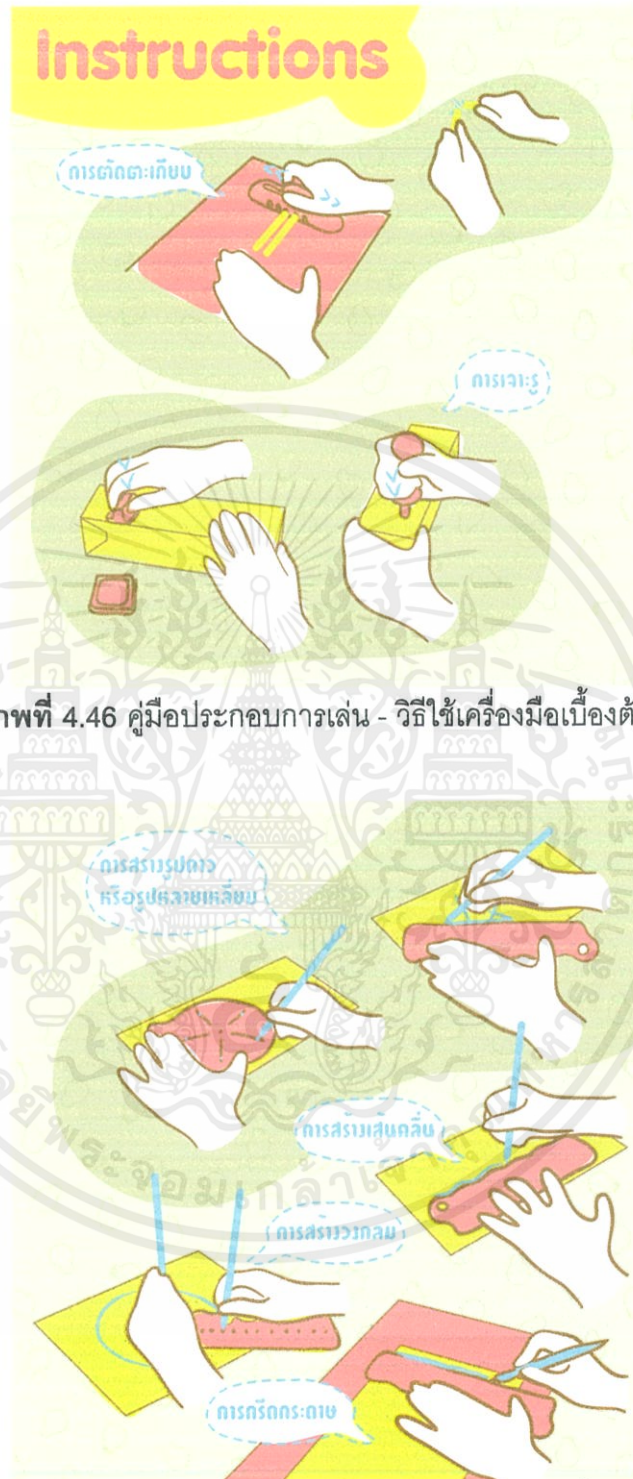 Instructions
การตัดตะเกียบ
การเจาะรู
าพที่ 4.46 คู่มือประกอบการเล่น - วิธีใช้เครื่องมือเบื้องต้
การสร้างรูปดาว
หรือรูปหลายเหลี่ยม
การสร้างเส้นคลื่น
การสร้างวงกลม
การกรีดกระดาษ